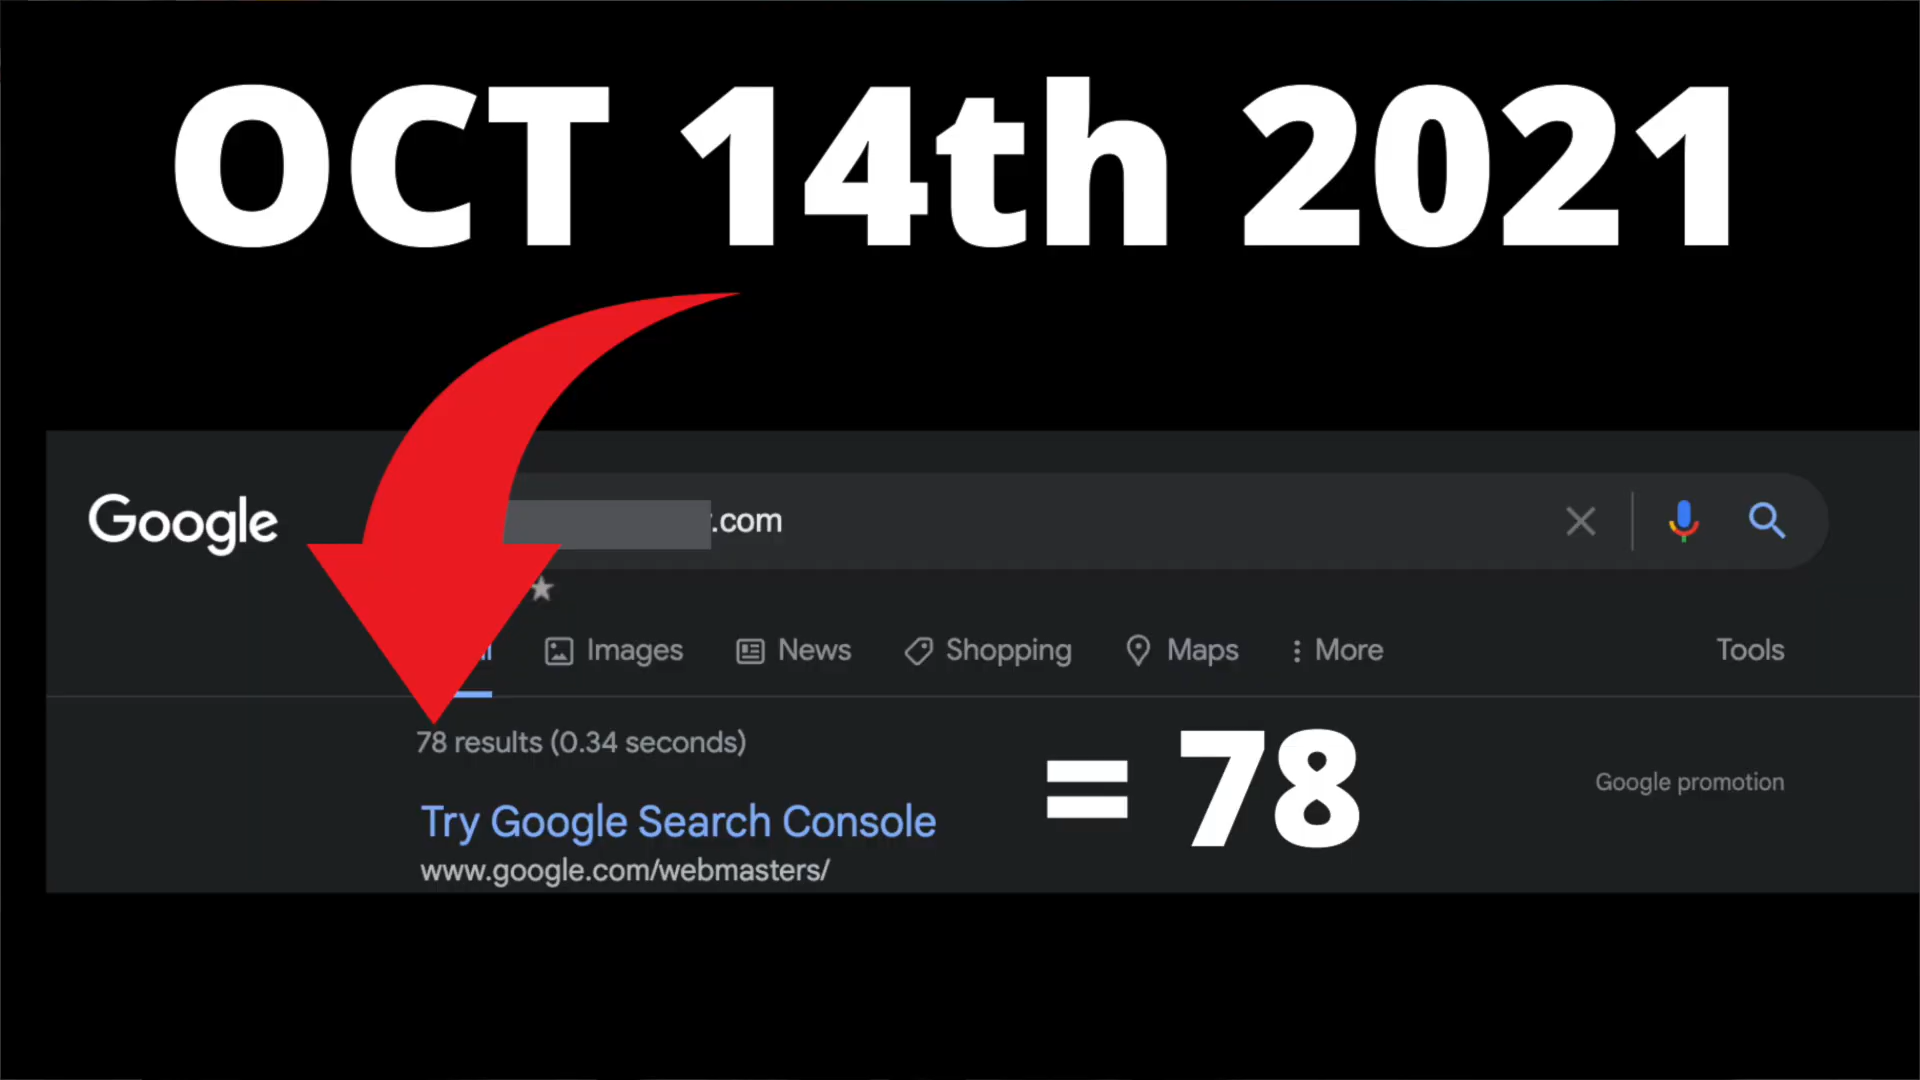 OCT 14th 2021
Google
.com
Images News Shopping Maps More Tools
78 results (0.34 seconds)
= 78
Google promotion
Try Google Search Console
www.google.com/webmasters/